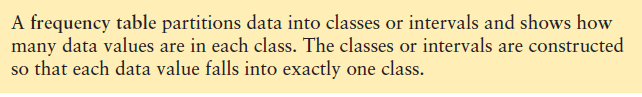 A frequency table partitions data into classes or intervals and shows how
many data values are in each class. The classes or intervals are constructed
so that each data value falls into exactly one class.